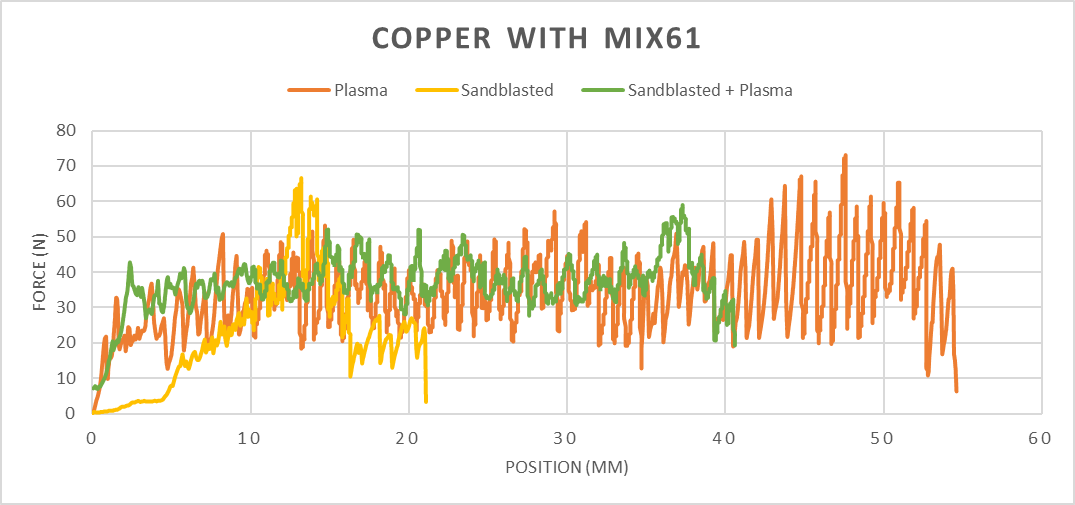 COPPER WITH MIX61
Plasma
Sandblasted
Sandblasted + Plasma
80
70
60
50
40
30
20
10
0
FORCE (N)
0 10 20 30 40 50 60
POSITION (MM)